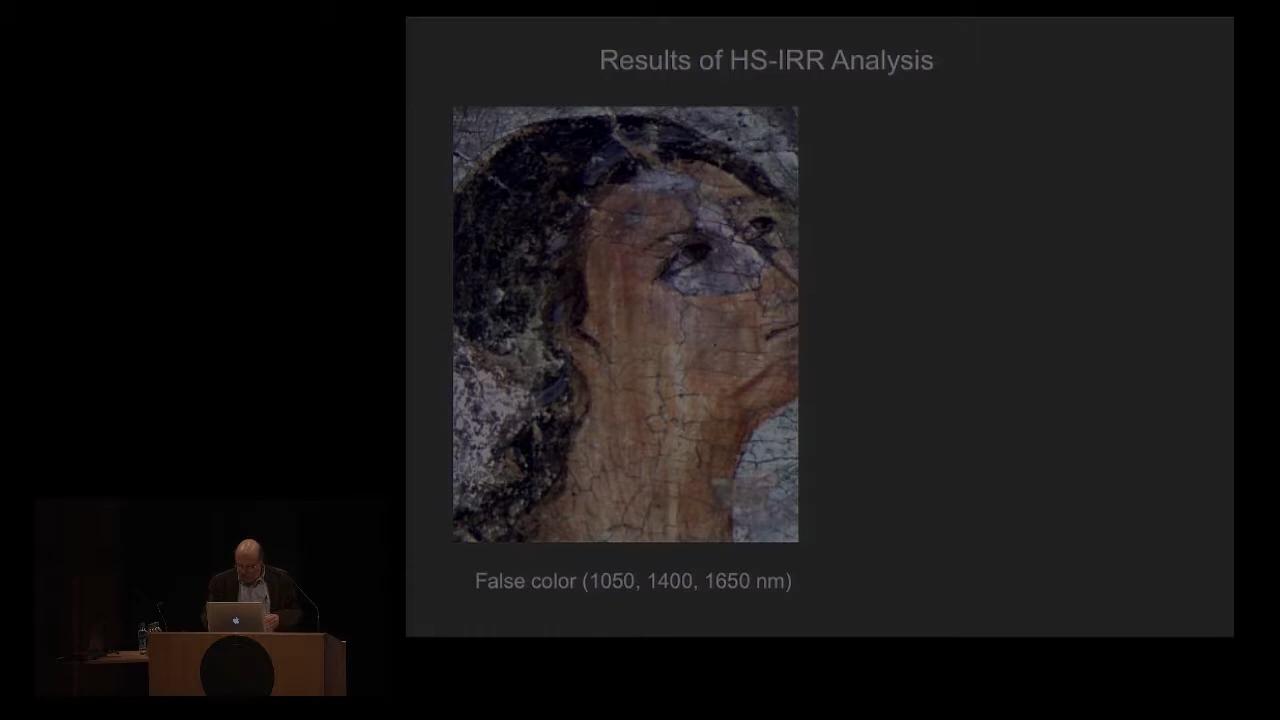 Results of HS-IRR Analysis
False color (1050, 1400, 1650 nm)